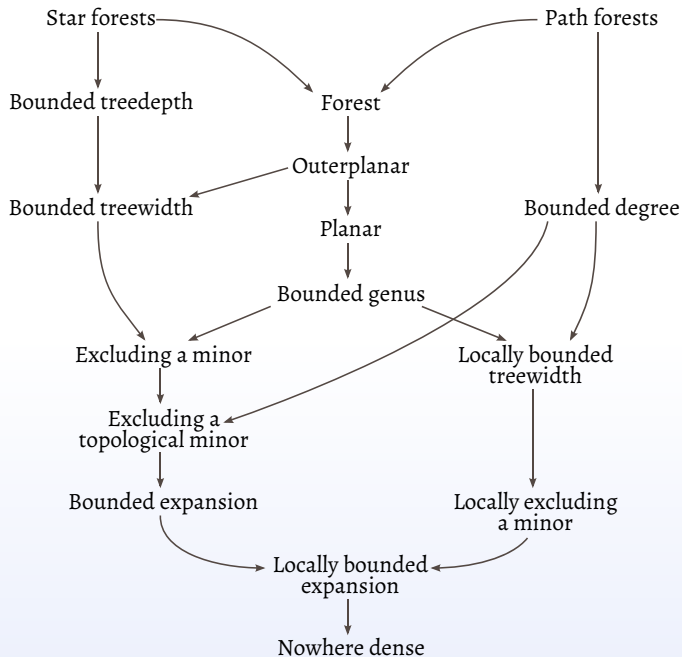 Star forests
Path forests
Bounded treedepth
Forest
Outerplanar
Bounded treewidth
Bounded degree
Planar
Bounded genus
Excluding a minor
Locally bounded
treewidth
Excluding a
topological minor
Bounded expansion
Locally excluding
a minor
Locally bounded
expansion
Nowhere dense